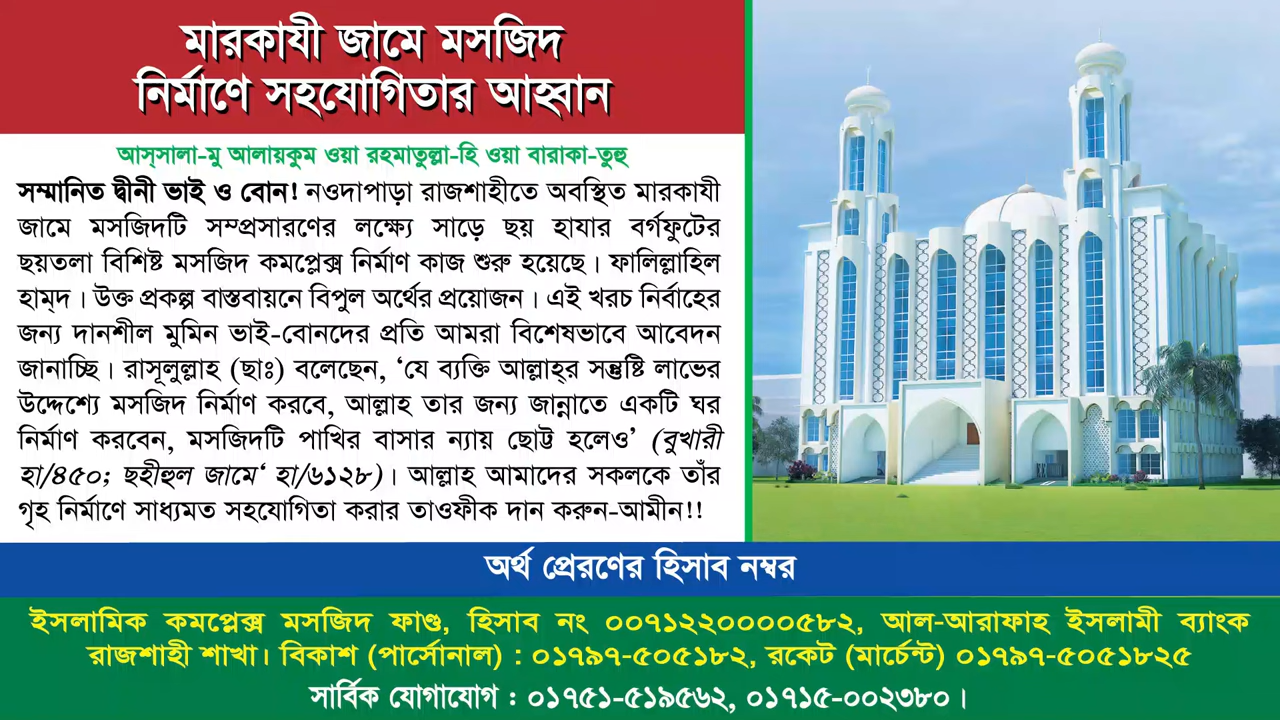 মারকাযী জামে মসজিদ
নির্মাণে সহযোগিতার আহ্বান
আস্সালা-মু আলায়কুম ওয়া রহমাতুল্লা-হি ওয়া বারাকা-তুহু
সম্মানিত দ্বীনী ভাই ও বোন! নওদাপাড়া রাজশাহীতে অবস্থিত মারকাযী
জামে মসজিদটি সম্প্রসারণের লক্ষ্যে সাড়ে ছয় হাযার বর্গফুটের
ছয়তলা বিশিষ্ট মসজিদ কমপ্লেক্স নির্মাণ কাজ শুরু হয়েছে। ফালিল্লাহিল
হাম্দ। উক্ত প্রকল্প বাস্তবায়নে বিপুল অর্থের প্রয়োজন। এই খরচ নির্বাহের
জন্য দানশীল মুমিন ভাই-বোনদের প্রতি আমরা বিশেষভাবে আবেদন
জানাচ্ছি। রাসূলুল্লাহ (ছাঃ) বলেছেন, ‘যে ব্যক্তি আল্লাহ্র সন্তুষ্টি লাভের
উদ্দেশ্যে মসজিদ নির্মাণ করবে, আল্লাহ তার জন্য জান্নাতে একটি ঘর
নির্মাণ করবেন, মসজিদটি পাখির বাসার ন্যায় ছোট্ট হলেও’ (বুখারী
হা/৪৫০; ছহীহুল জামে‘ হা/৬১২৮)। আল্লাহ আমাদের সকলকে তাঁর
গৃহ নির্মাণে সাধ্যমত সহযোগিতা করার তাওফীক দান করুন-আমীন!!
অর্থ প্রেরণের হিসাব নম্বর
ইসলামিক কমপ্লেক্স মসজিদ ফাণ্ড, হিসাব নং ০০৭১২২০০০০৫৮২, আল-আরাফাহ ইসলামী ব্যাংক
রাজশাহী শাখা। বিকাশ (পার্সোনাল) : ০১৭৯৭-৫০৫১৮২, রকেট (মার্চেন্ট) ০১৭৯৭-৫০৫১৮২৫
সার্বিক যোগাযোগ : ০১৭৫১-৫১৯৫৬২, ০১৭১৫-০০২৩৮০।